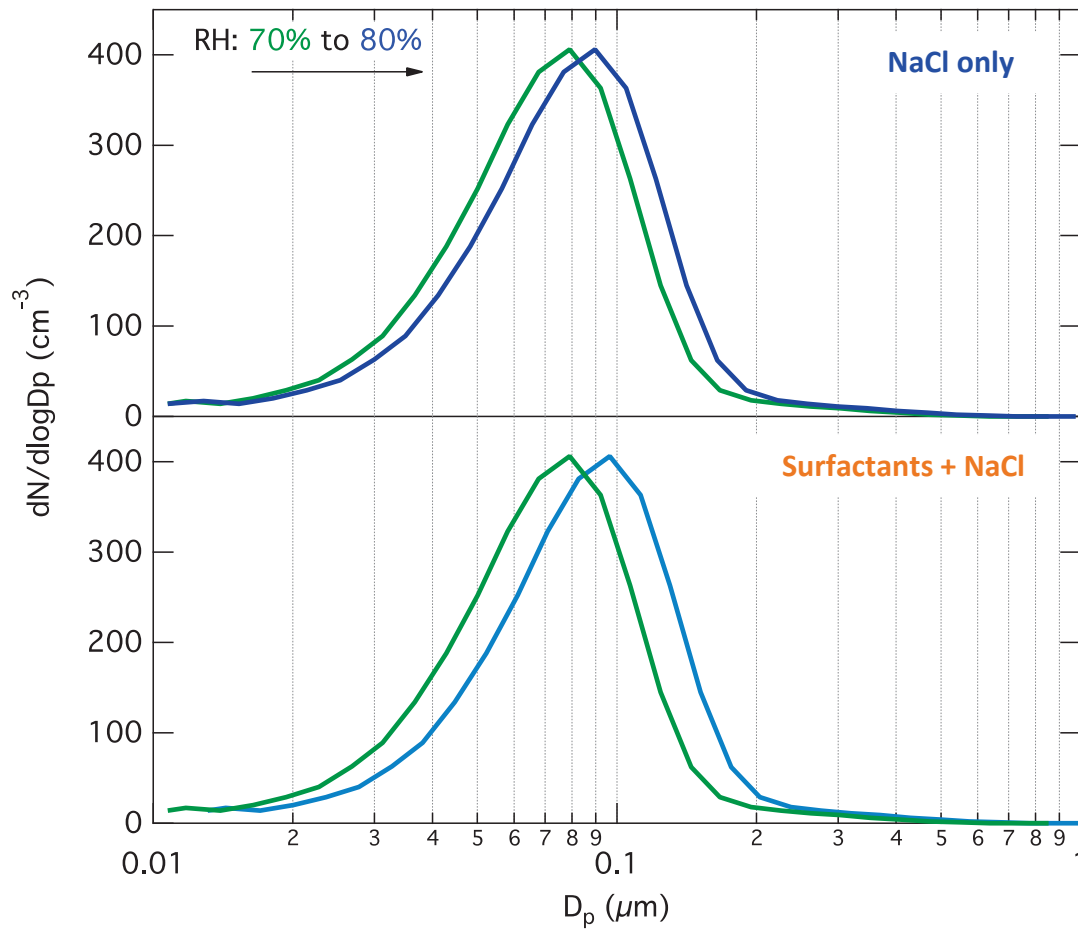 RH: 70% to 80%
NaCl only
400
300
200
100
0
Surfactants + NaCl
400
300
200
100
0
dN/dlogDp (cm⁻³)
2 3 4 5 6 7 8 9 2 3 4 5 6 7 8 9
0.01 0.1 1
Dₚ (µm)